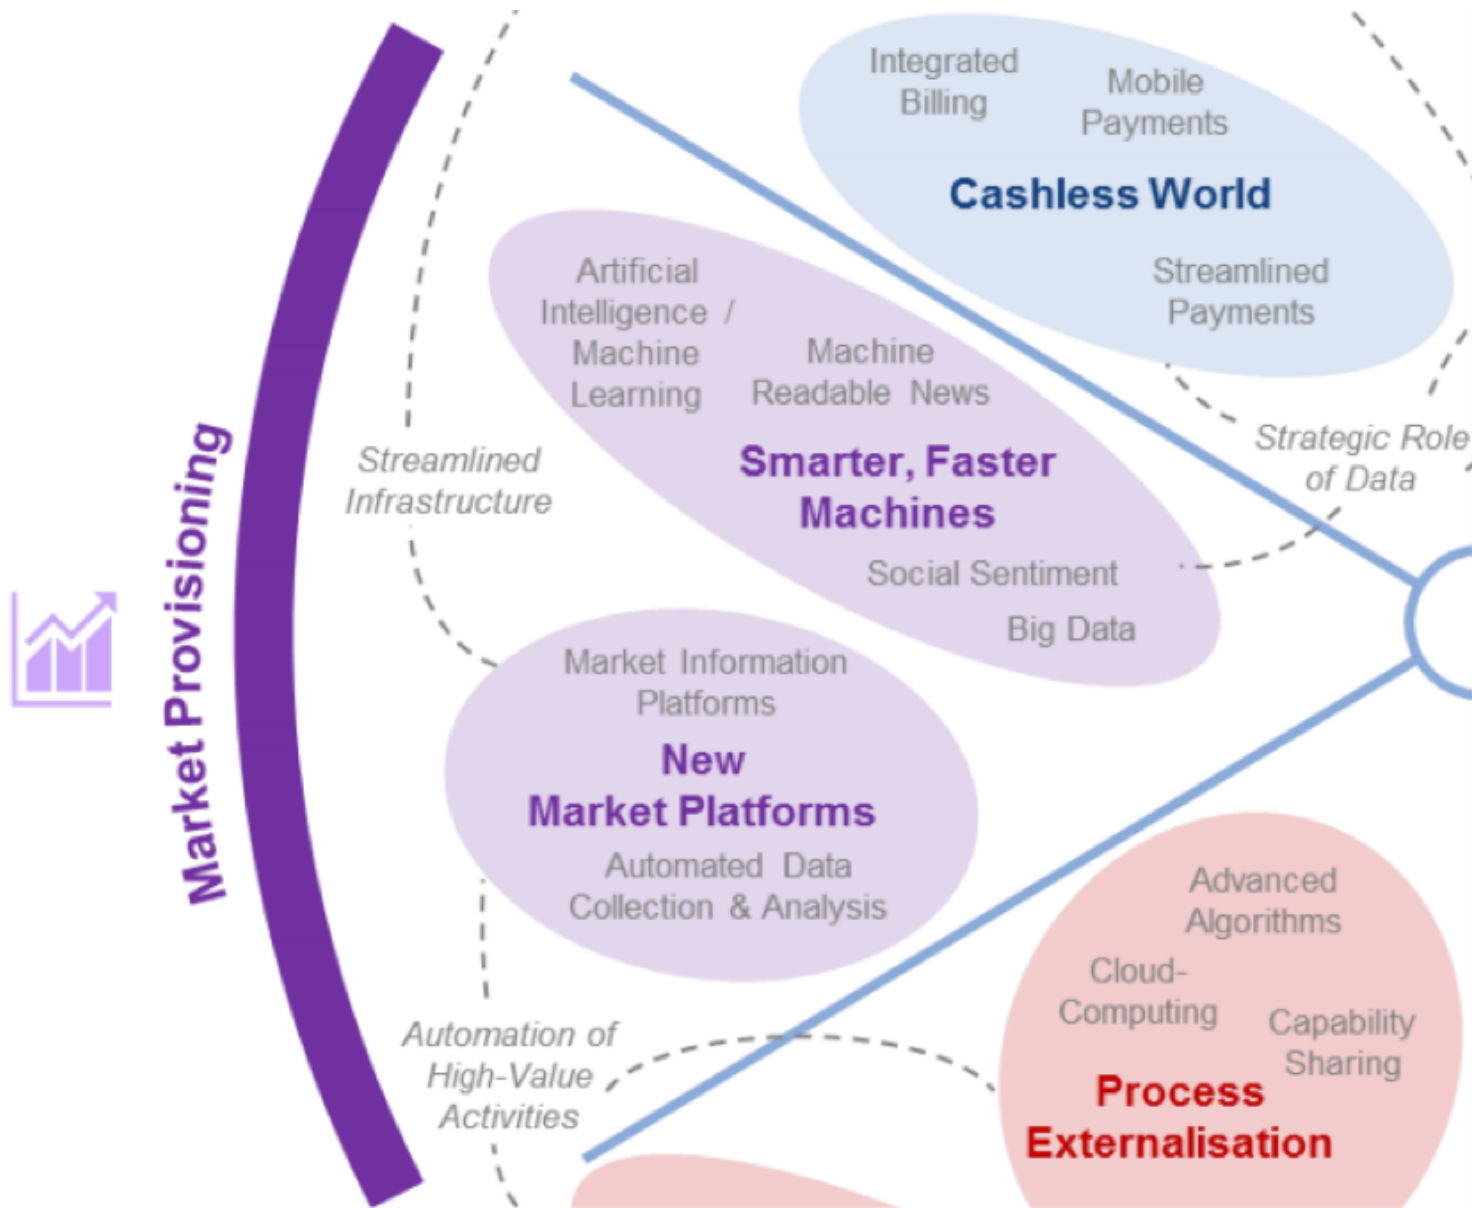 Integrated
Billing
Mobile
Payments
Cashless World
Streamlined
Payments
Artificial
Intelligence /
Machine
Learning
Machine
Readable News
Smarter, Faster
Machines
Social Sentiment
Big Data
Strategic Role
of Data
Streamlined
Infrastructure
Market Provisioning
Market Information
Platforms
New
Market Platforms
Automated Data
Collection & Analysis
Automation of
High-Value
Activities
Advanced
Algorithms
Cloud-
Computing
Capability
Sharing
Process
Externalisation